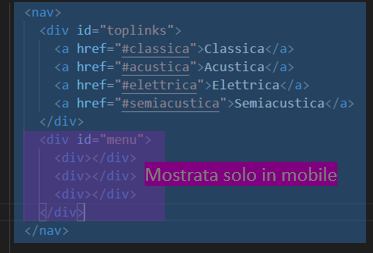 <nav>
<div id="toplinks">
<a href="#classica">Classica</a>
<a href="#acustica">Acustica</a>
<a href="#elettrica">Elettrica</a>
<a href="#semiacustica">Semiacustica</a>
</div>
<div id="menu">
<div></div>
<div></div> Mostrata solo in mobile
<div></div>
</div>
</nav>